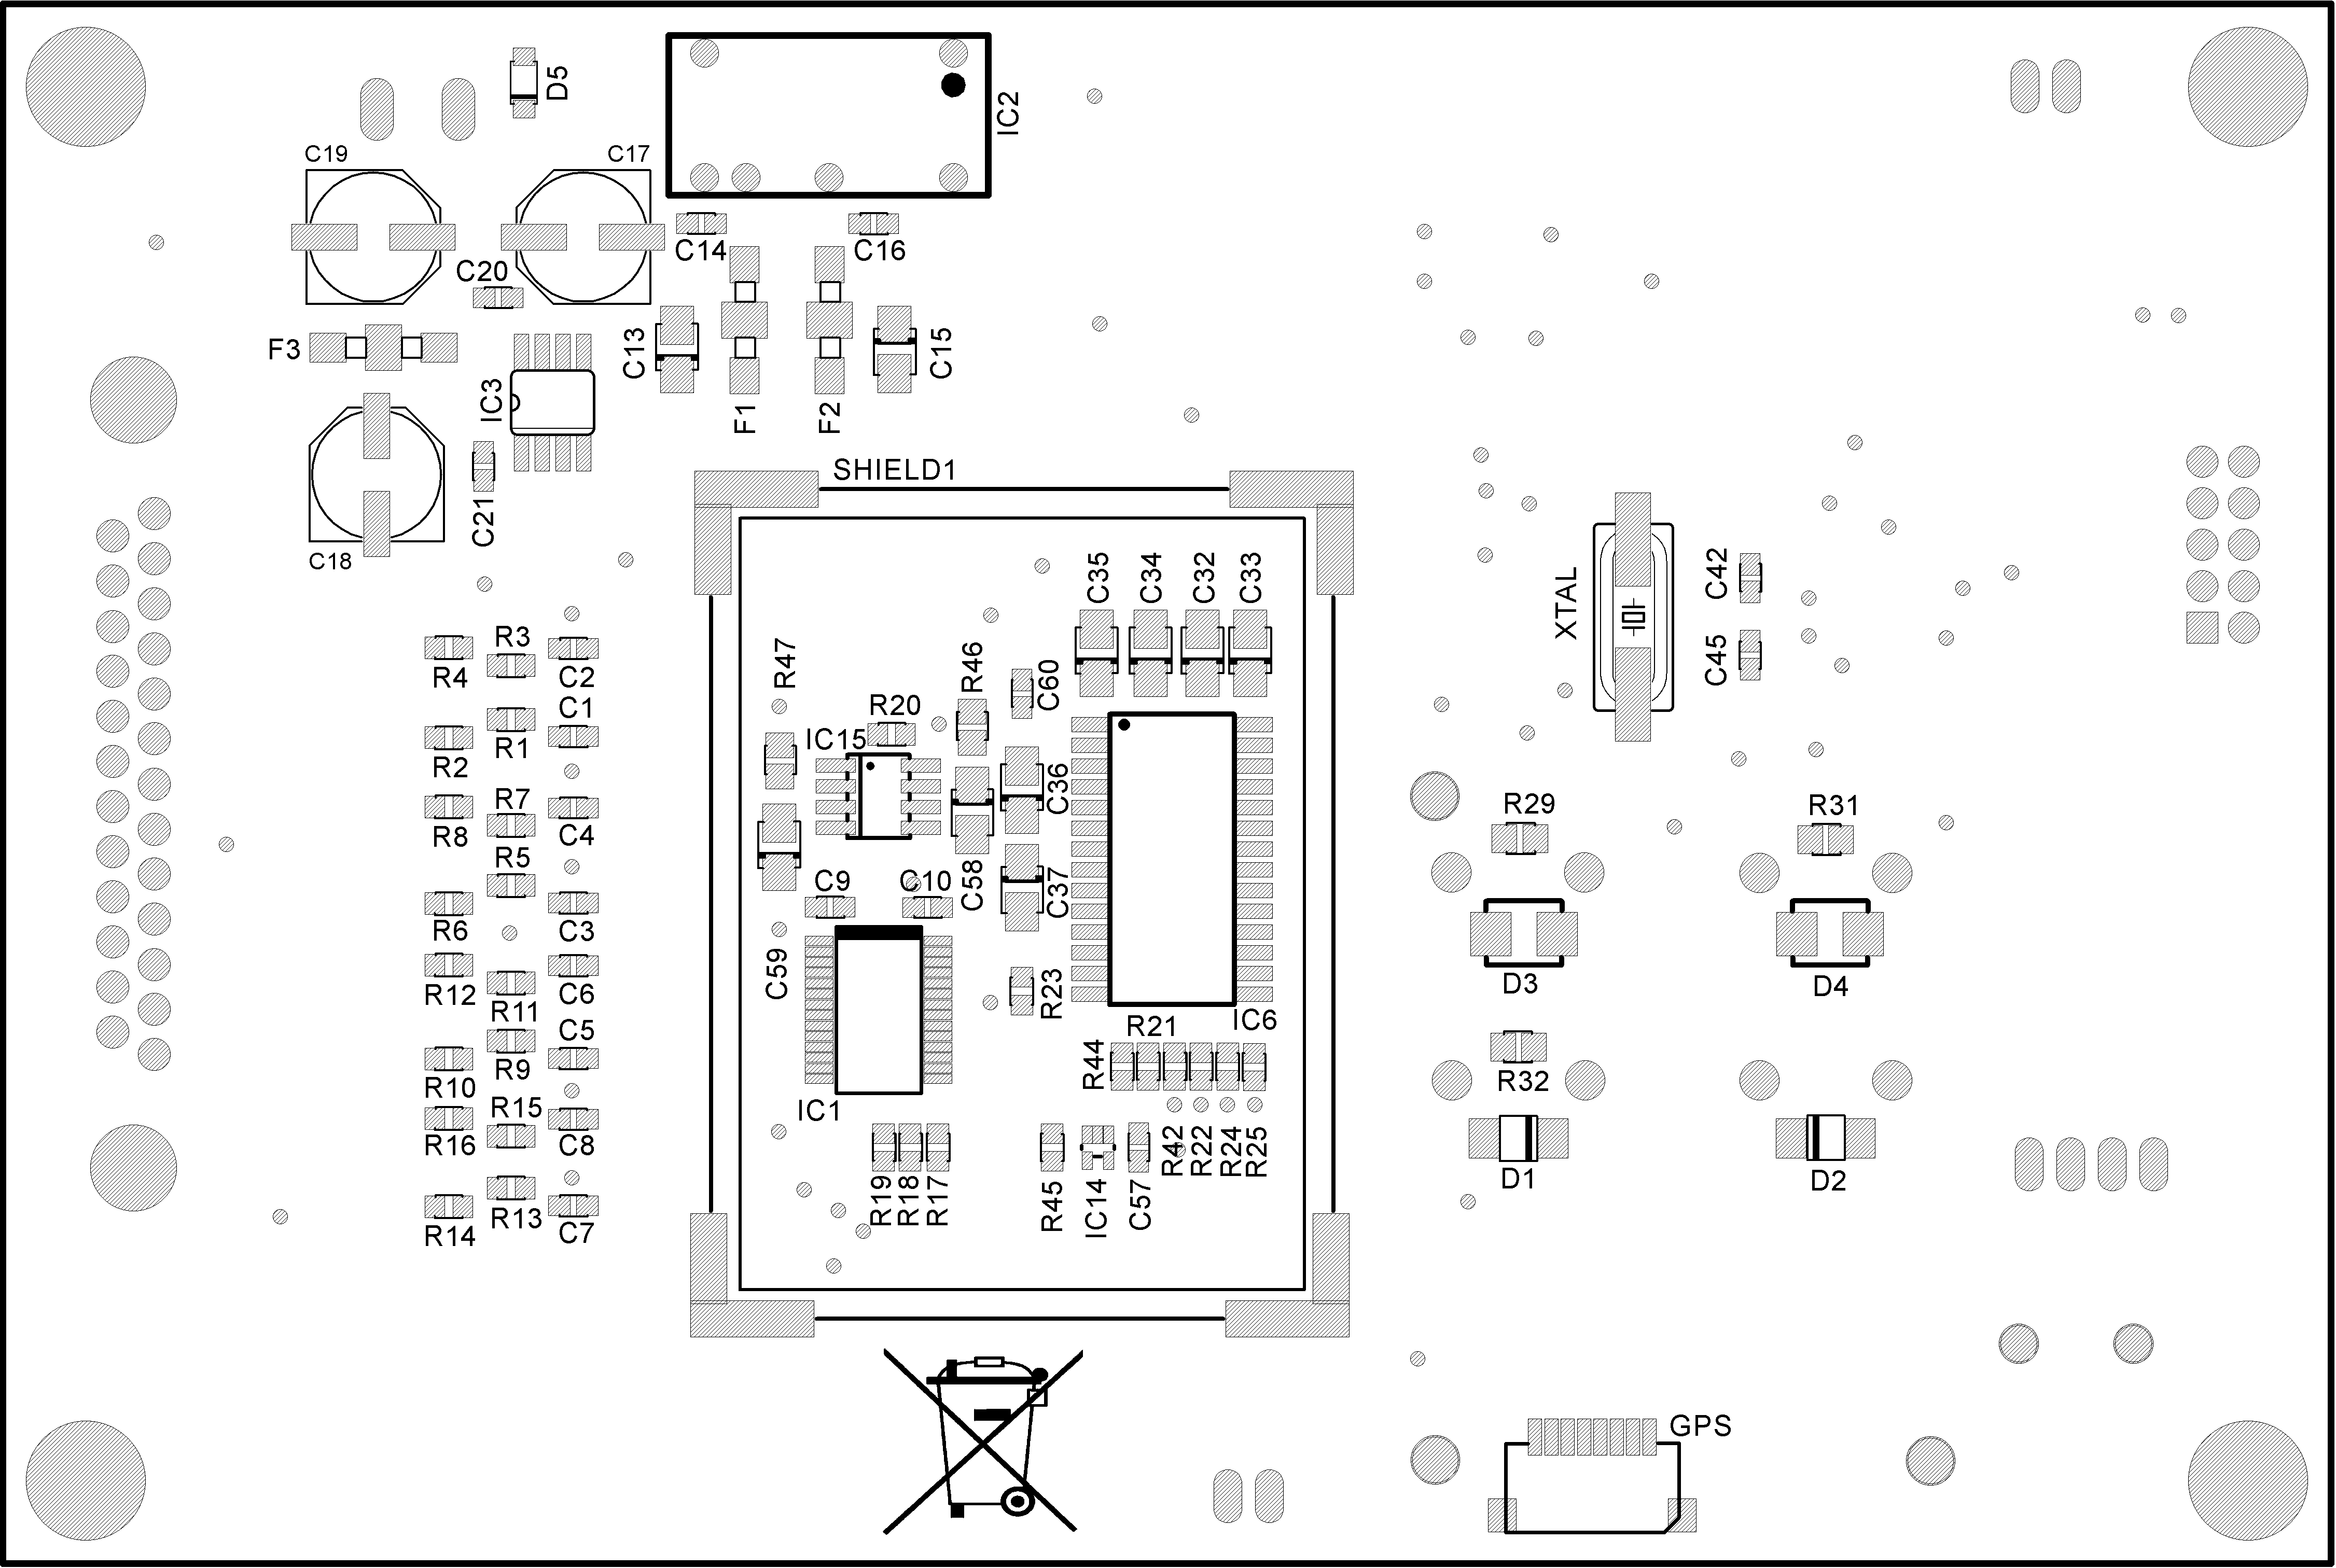 D5
IC2
C19
C17
C14
C16
C20
F3
IC3
C13
F1
F2
C15
C18
C21
SHIELD1
C35
C34
C32
C33
XTAL
C42
C45
R3
R4
C2
R47
R46
C60
C1
R1
R2
R20
IC15
C36
R7
R8
C4
R29
R31
R5
C9
C10
C58
C37
R6
C3
C59
R12
R11
C6
R23
D3
D4
C5
R21
IC6
R9
R10
R44
R32
IC1
R15
R16
C8
R42
R22
R24
R25
D1
D2
R19
R18
R17
R45
IC14
C57
R13
R14
C7
GPS